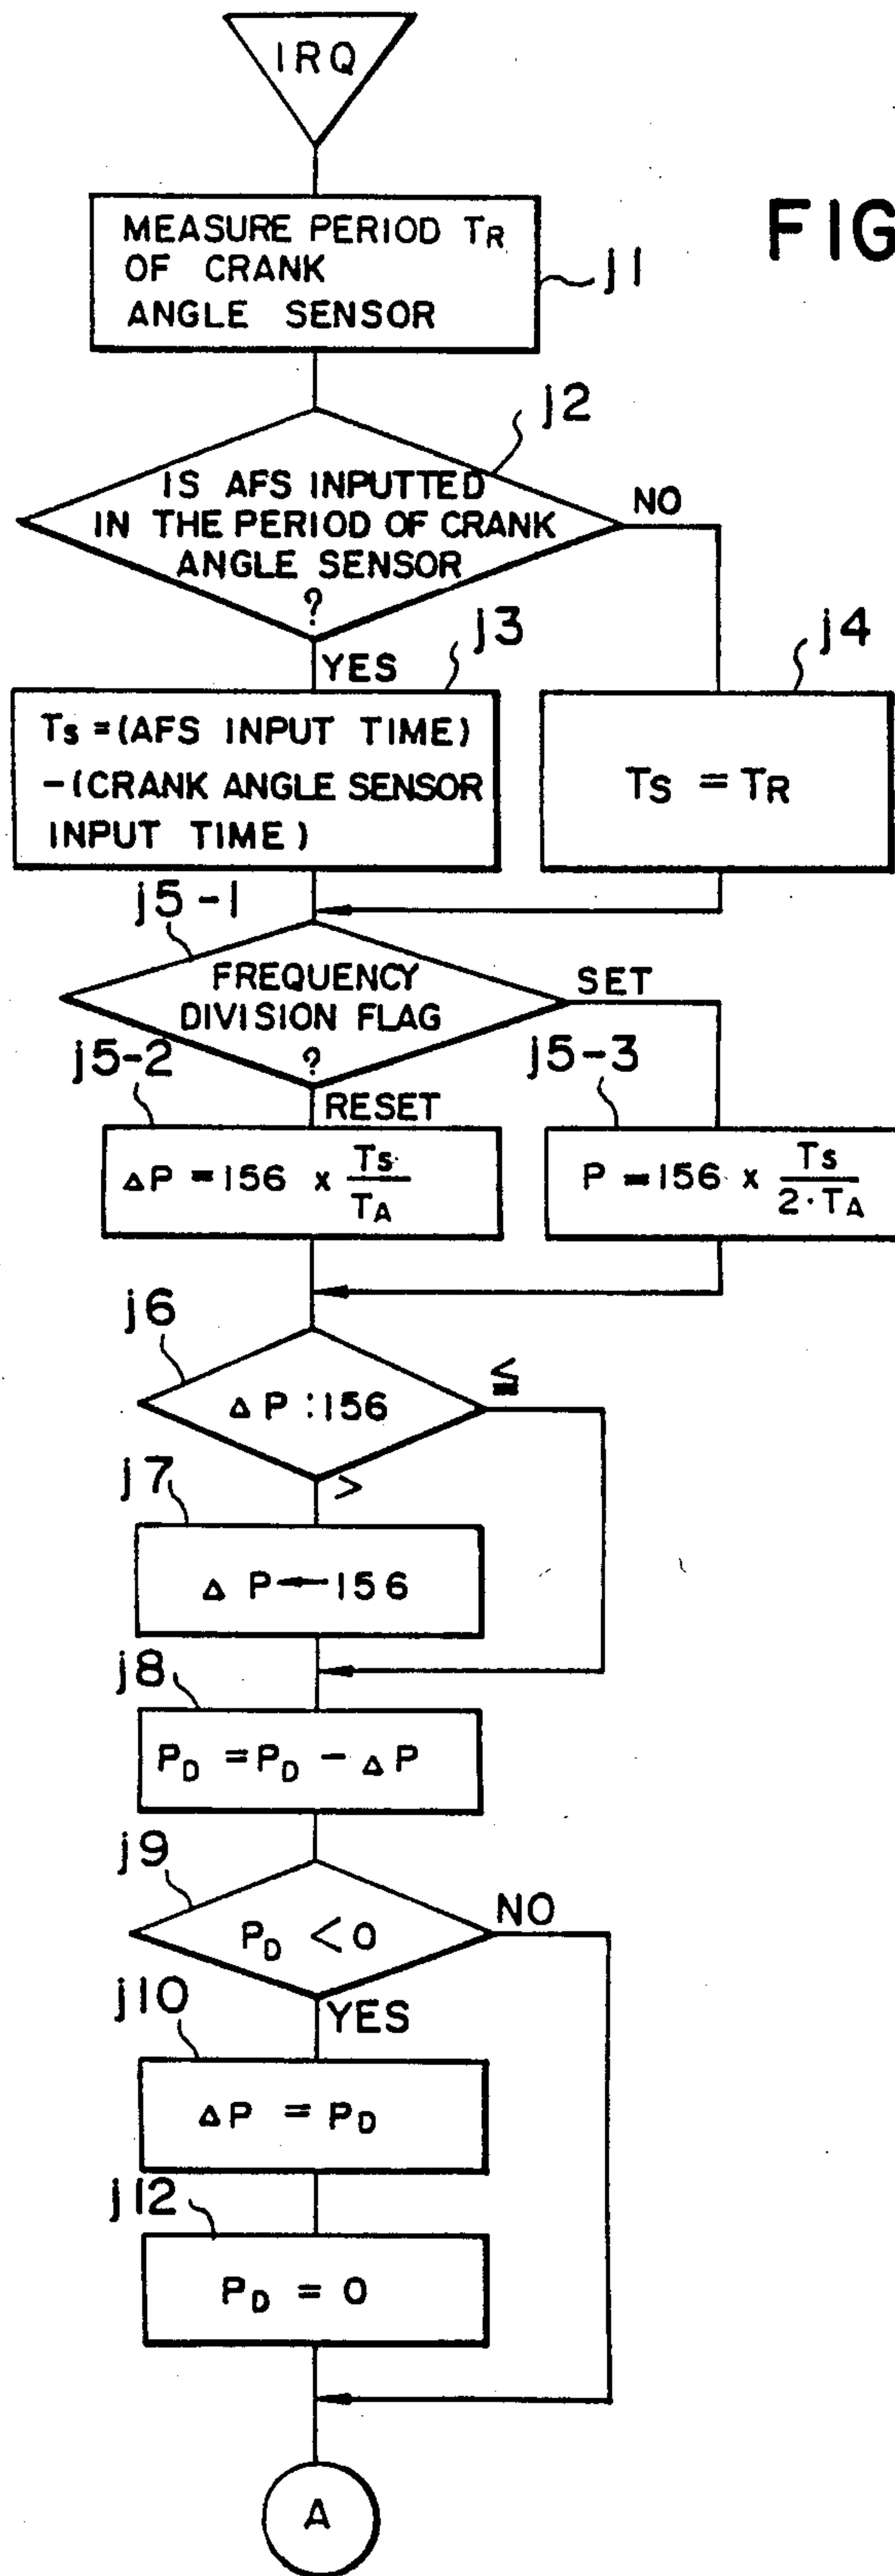 IRQ
FIG
MEASURE PERIOD TR
OF CRANK
ANGLE SENSOR
j1
j2
IS AFS INPUTTED
IN THE PERIOD OF CRANK
ANGLE SENSOR
?
NO
YES
j3
j4
Ts = (AFS INPUT TIME)
- (CRANK ANGLE SENSOR
INPUT TIME)
TS = TR
j5-1
FREQUENCY
DIVISION FLAG
?
SET
RESET
j5-2
j5-3
ΔP = 156 x Ts/TA
P = 156 x Ts/2·TA
j6
ΔP : 156
≦
>
j7
ΔP ← 156
j8
PD = PD - ΔP
j9
PD < 0
NO
YES
j10
ΔP = PD
j12
PD = 0
A